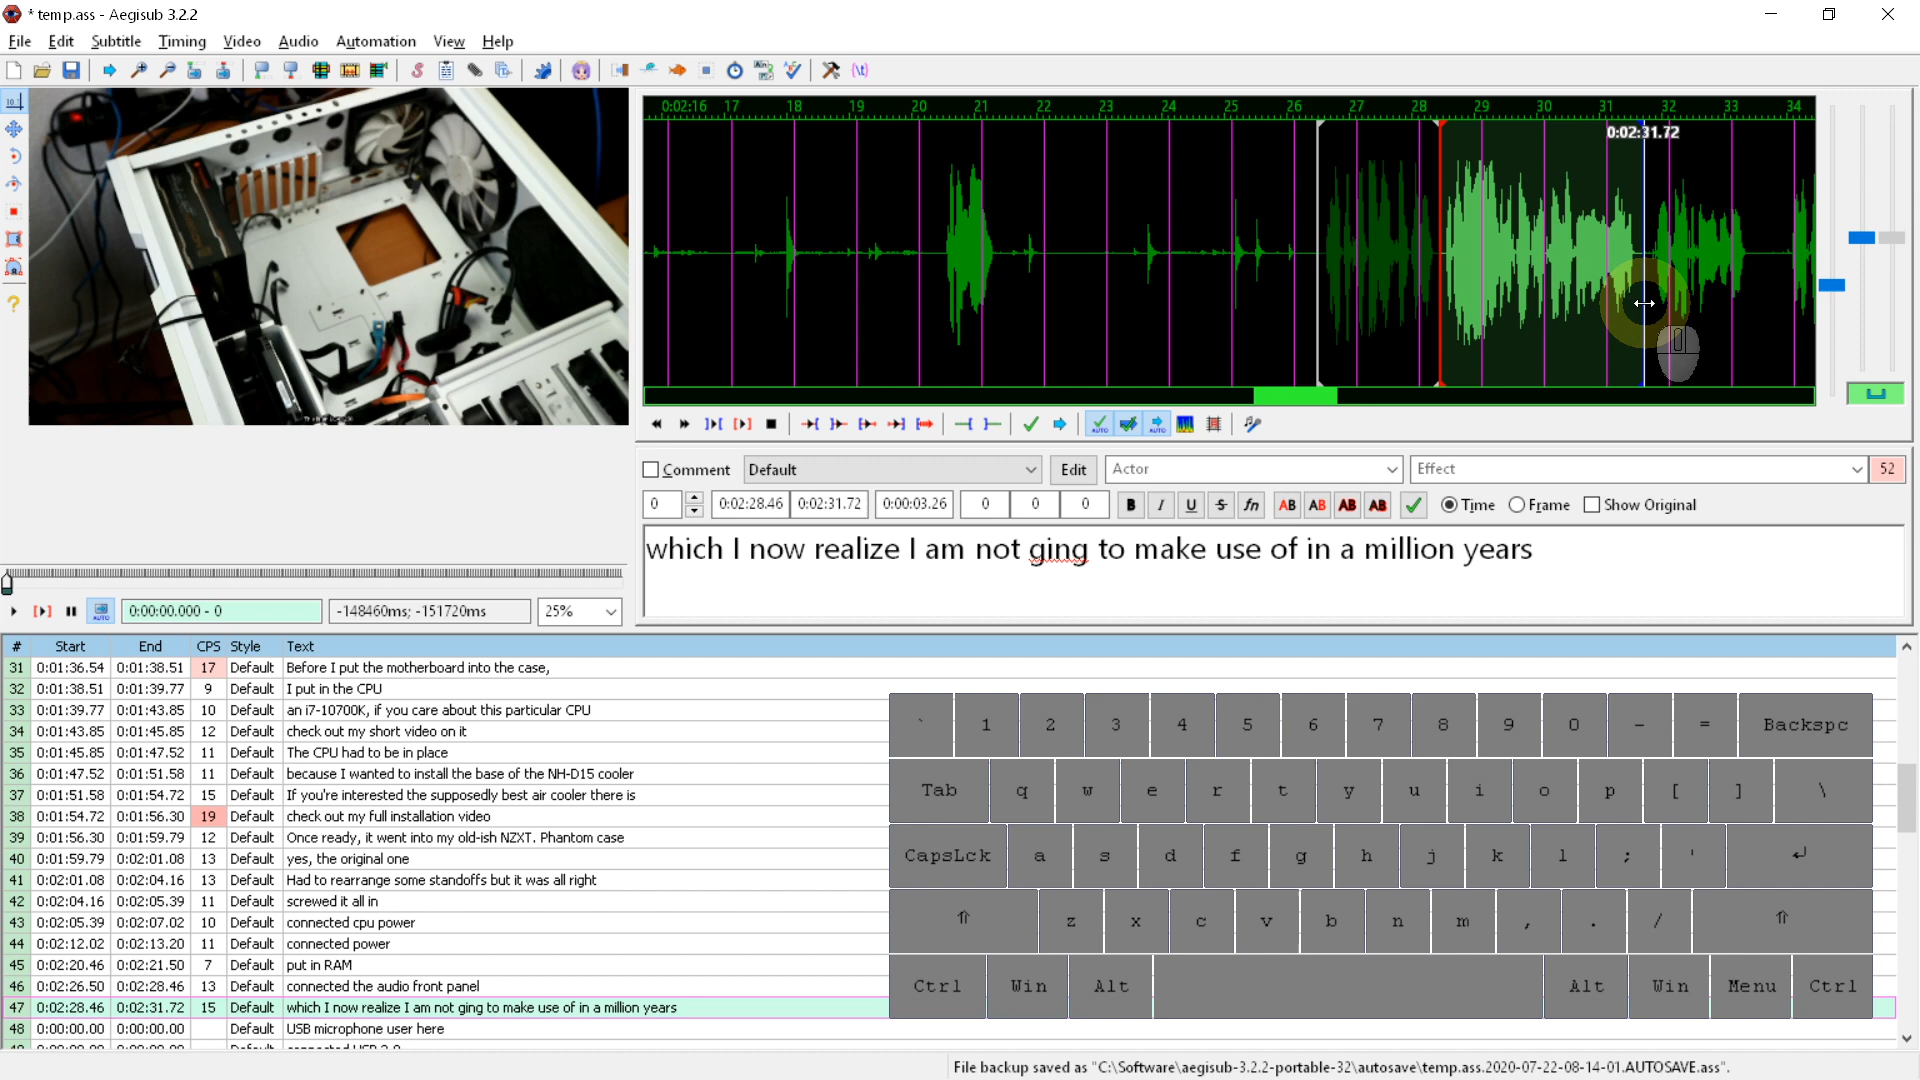 * temp.ass - Aegisub 3.2.2
File Edit Subtitle Timing Video Audio Automation View Help
0:02:16 17 18 19 20 21 22 23 24 25 26 27 28 29 30 31 32 33 34
0:02:31.72
Comment Default Edit Actor Effect 52
0 0:02:28.46 0:02:31.72 0:00:03.26 0 0 0 B I U S fn AB AB AB AB Time Frame Show Original
which I now realize I am not ging to make use of in a million years
0:00:00.000 - 0 -148460ms; -151720ms 25%
# Start End CPS Style Text
31 0:01:36.54 0:01:38.51 17 Default Before I put the motherboard into the case,
32 0:01:38.51 0:01:39.77 9 Default I put in the CPU
33 0:01:39.77 0:01:43.85 10 Default an i7-10700K, if you care about this particular CPU
34 0:01:43.85 0:01:45.85 12 Default check out my short video on it
35 0:01:45.85 0:01:47.52 11 Default The CPU had to be in place
36 0:01:47.52 0:01:51.58 11 Default because I wanted to install the base of the NH-D15 cooler
37 0:01:51.58 0:01:54.72 15 Default If you're interested the supposedly best air cooler there is
38 0:01:54.72 0:01:56.30 19 Default check out my full installation video
39 0:01:56.30 0:01:59.79 12 Default Once ready, it went into my old-ish NZXT. Phantom case
40 0:01:59.79 0:02:01.08 13 Default yes, the original one
41 0:02:01.08 0:02:04.16 13 Default Had to rearrange some standoffs but it was all right
42 0:02:04.16 0:02:05.39 11 Default screwed it all in
43 0:02:05.39 0:02:07.02 10 Default connected cpu power
44 0:02:12.02 0:02:13.20 11 Default connected power
45 0:02:20.46 0:02:21.50 7 Default put in RAM
46 0:02:26.50 0:02:28.46 13 Default connected the audio front panel
47 0:02:28.46 0:02:31.72 15 Default which I now realize I am not ging to make use of in a million years
48 0:00:00.00 0:00:00.00 Default USB microphone user here
` 1 2 3 4 5 6 7 8 9 0 - = Backspc
Tab q w e r t y u i o p [ ] \
CapsLck a s d f g h j k l ; ' ↵
⇑ z x c v b n m , . / ⇑
Ctrl Win Alt Alt Win Menu Ctrl
File backup saved as "C:\Software\aegisub-3.2.2-portable-32\autosave\temp.ass.2020-07-22-08-14-01.AUTOSAVE.ass".